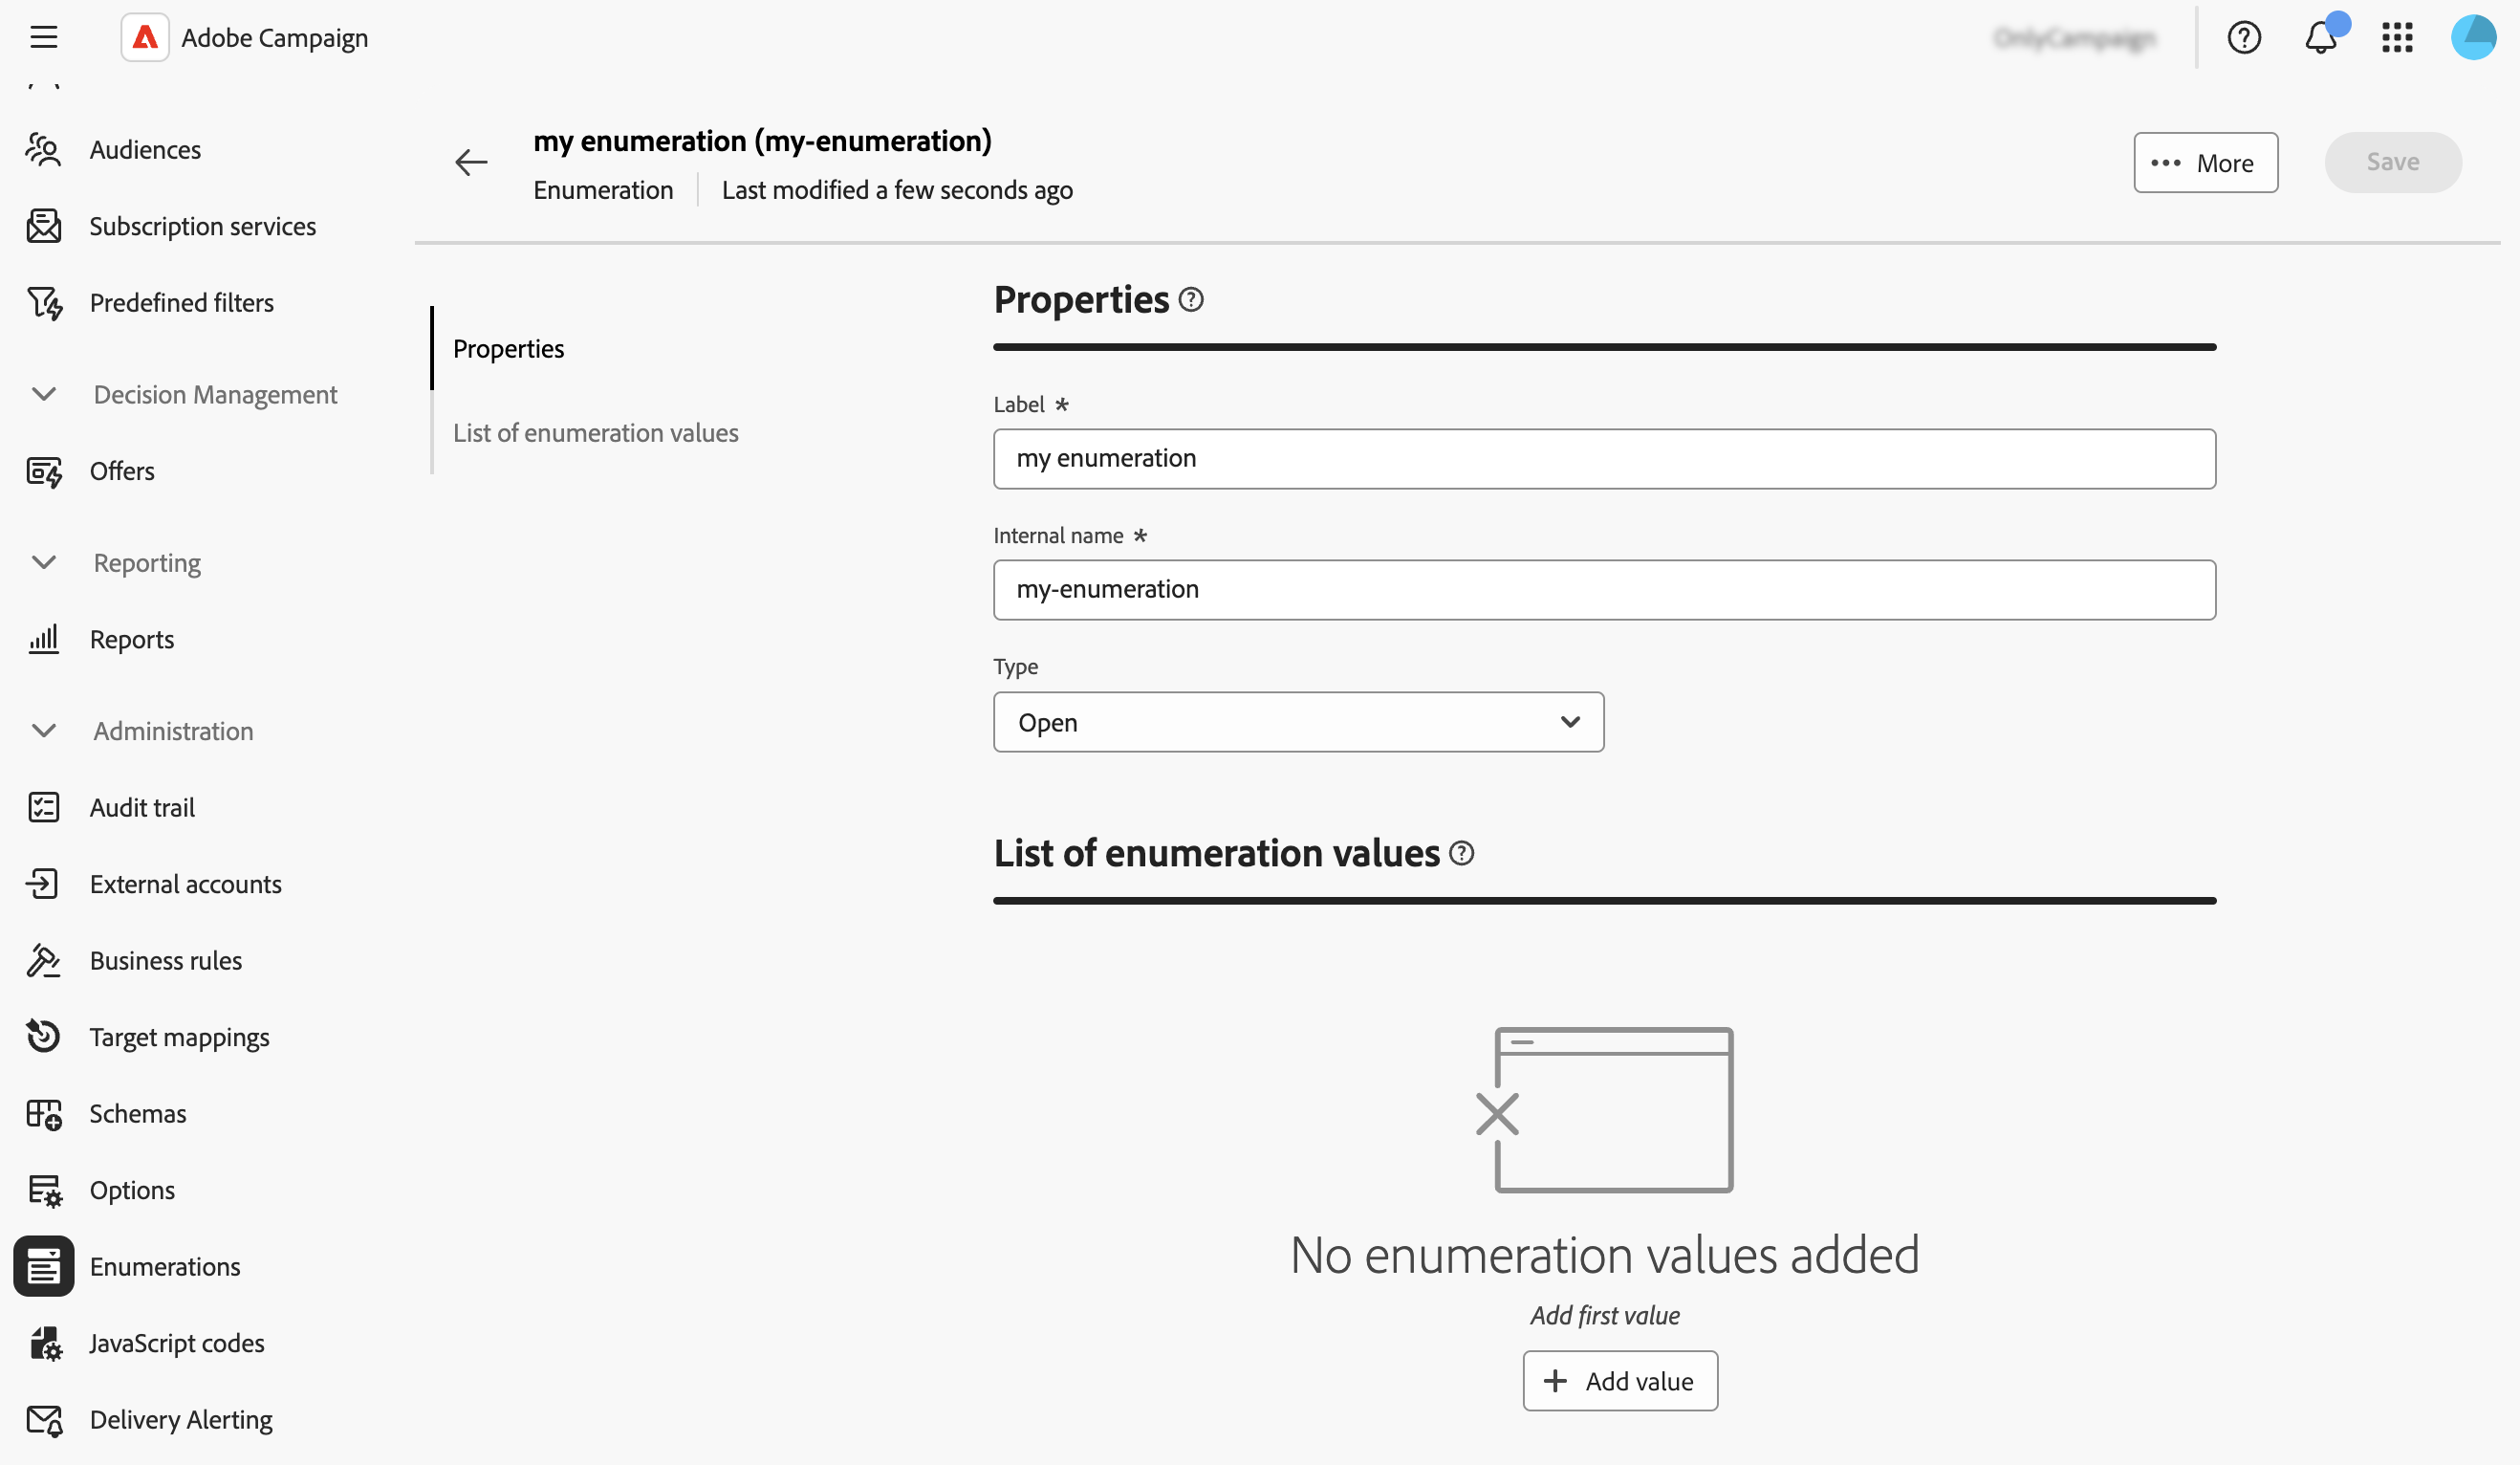 Adobe Campaign
Audiences
Subscription services
Predefined filters
Decision Management
Offers
Reporting
Reports
Administration
Audit trail
External accounts
Business rules
Target mappings
Schemas
Options
Enumerations
JavaScript codes
Delivery Alerting
my enumeration (my-enumeration)
Enumeration
Last modified a few seconds ago
More
Save
Properties
List of enumeration values
Properties
Label *
my enumeration
Internal name *
my-enumeration
Type
Open
List of enumeration values
No enumeration values added
Add first value
Add value